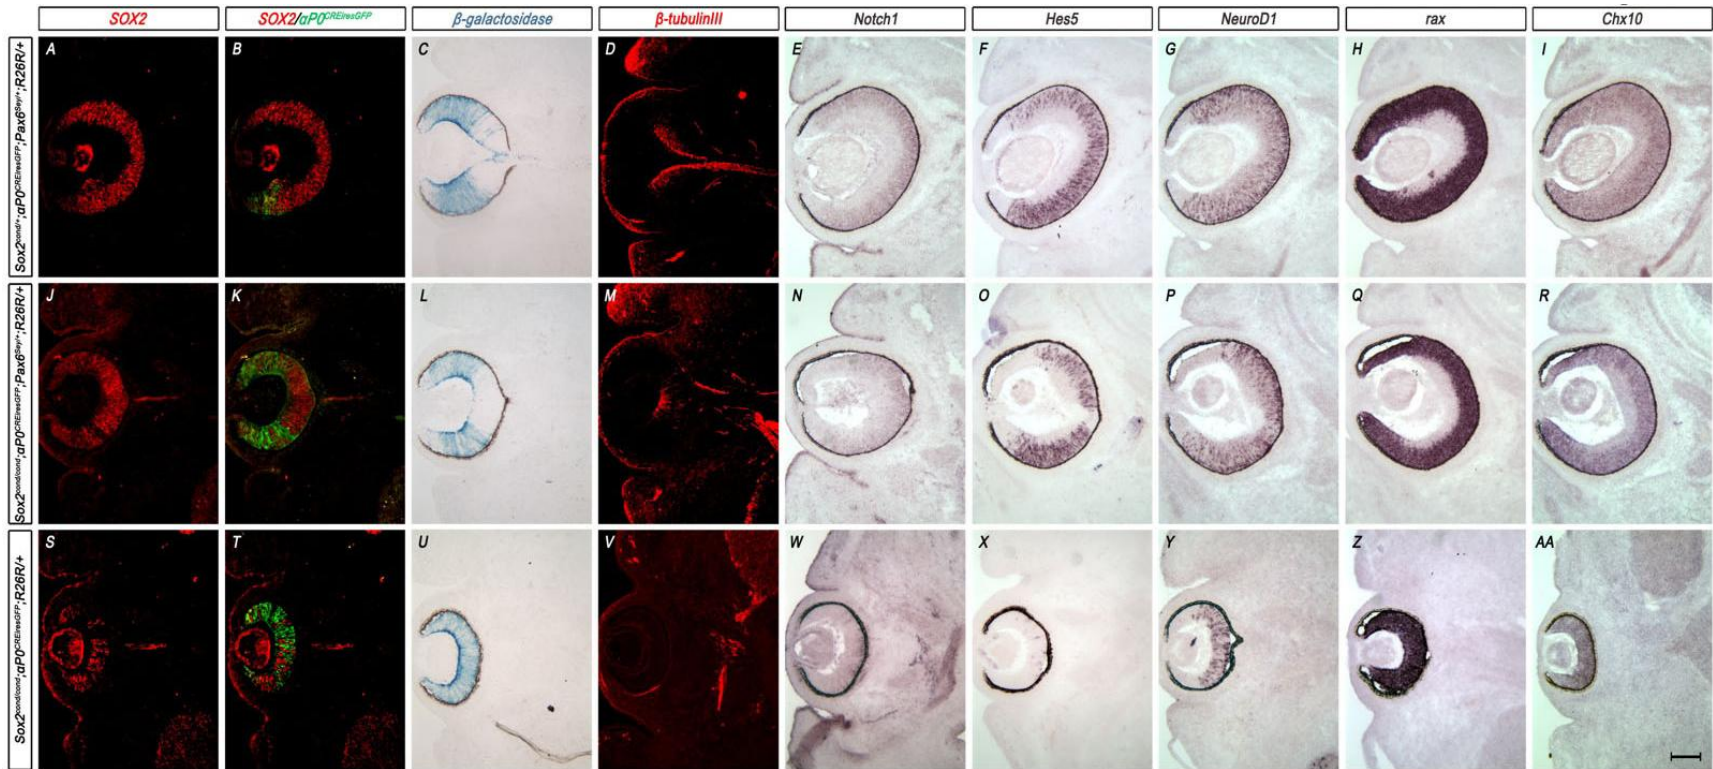 SOX2 SOX2/αP0CREiresGFP β-galactosidase β-tubulinIII Notch1 Hes5 NeuroD1 rax Chx10
Sox2cond/+;αP0CREiresGFP;Pax6Sey/+;R26R/+
A B C D E F G H I
Sox2cond/cond;αP0CREiresGFP;Pax6Sey/+;R26R/+
J K L M N O P Q R
Sox2cond/cond;αP0CREiresGFP;R26R/+
S T U V W X Y Z AA